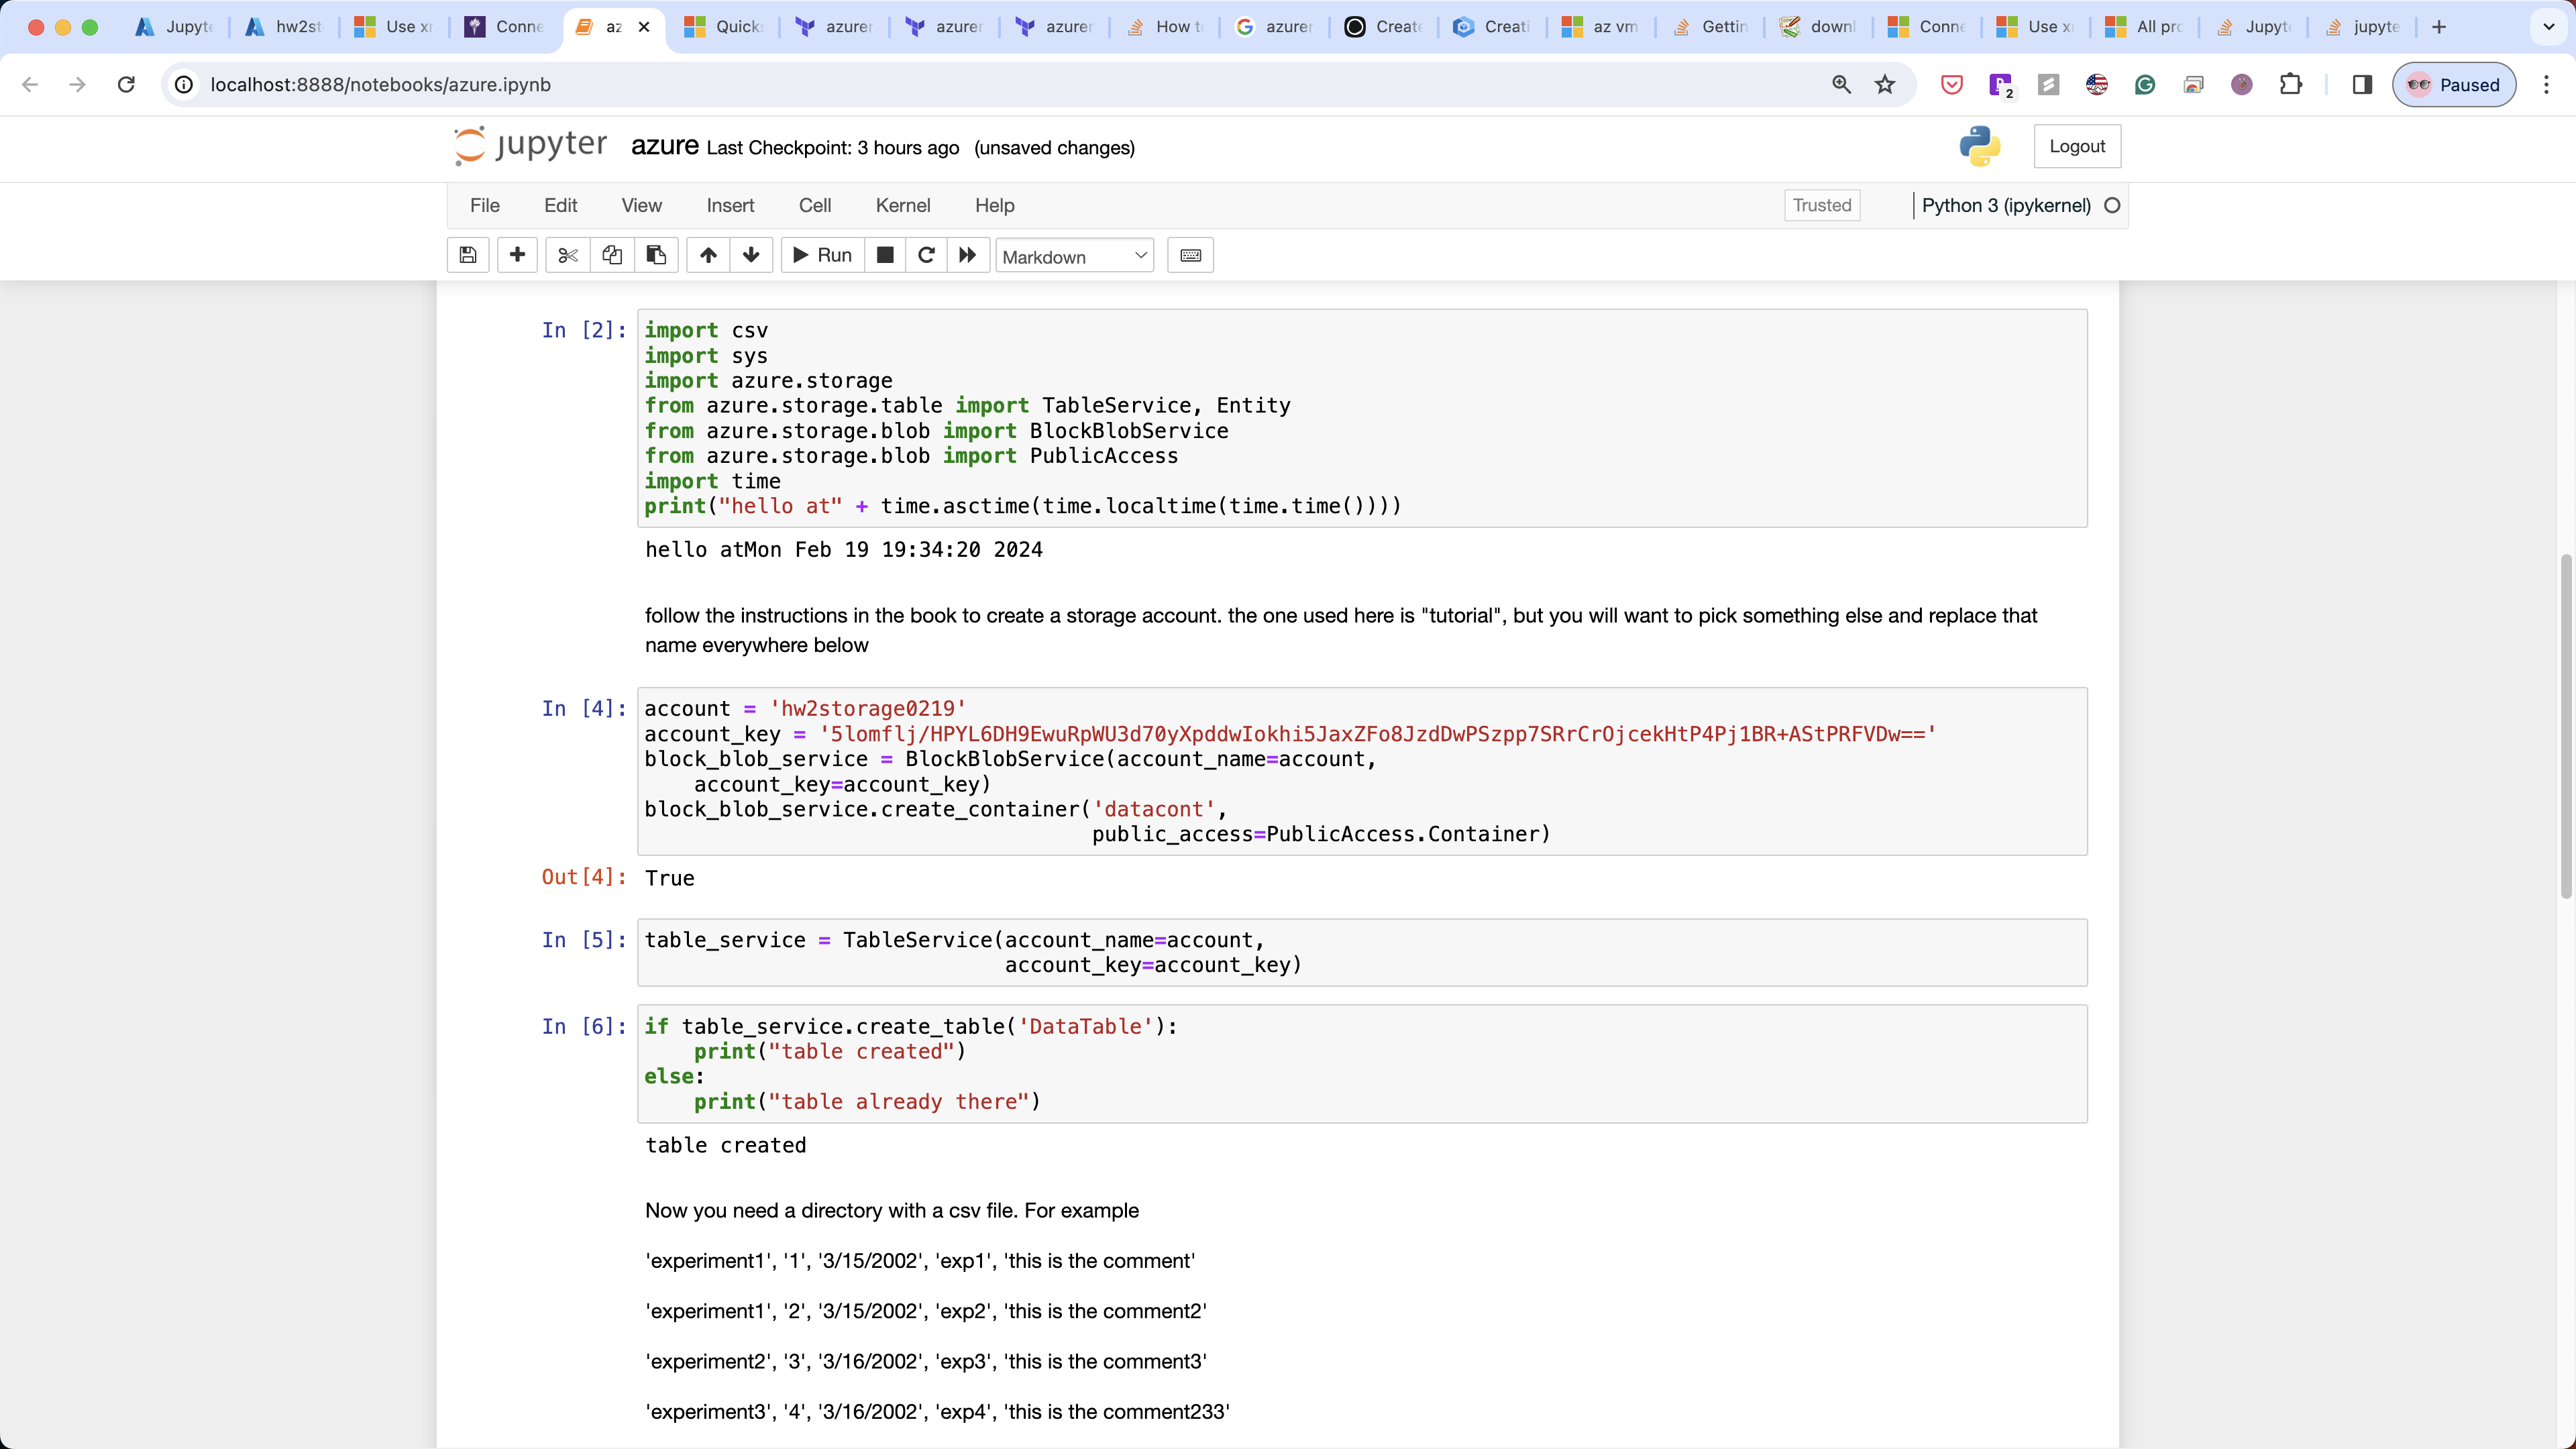 Jupyte
hw2st
Use xr
Conne
az
Quick
azurer
azurer
azurer
How to
azurer
Create
Creati
az vm
Gettin
downl
Conne
Use xr
All pro
Jupyt
jupyte
localhost:8888/notebooks/azure.ipynb
2
Paused
jupyter azure Last Checkpoint: 3 hours ago (unsaved changes)
Logout
File Edit View Insert Cell Kernel Help
Trusted
Python 3 (ipykernel)
Run
Markdown
In [2]: import csv
import sys
import azure.storage
from azure.storage.table import TableService, Entity
from azure.storage.blob import BlockBlobService
from azure.storage.blob import PublicAccess
import time
print("hello at" + time.asctime(time.localtime(time.time())))
hello atMon Feb 19 19:34:20 2024
follow the instructions in the book to create a storage account. the one used here is "tutorial", but you will want to pick something else and replace that
name everywhere below
In [4]: account = 'hw2storage0219'
account_key = '5lomflj/HPYL6DH9EwuRpWU3d70yXpddwIokhi5JaxZFo8JzdDwPSzpp7SRrCrOjcekHtP4Pj1BR+AStPRFVDw=='
block_blob_service = BlockBlobService(account_name=account,
account_key=account_key)
block_blob_service.create_container('datacont',
public_access=PublicAccess.Container)
Out[4]: True
In [5]: table_service = TableService(account_name=account,
account_key=account_key)
In [6]: if table_service.create_table('DataTable'):
print("table created")
else:
print("table already there")
table created
Now you need a directory with a csv file. For example
'experiment1', '1', '3/15/2002', 'exp1', 'this is the comment'
'experiment1', '2', '3/15/2002', 'exp2', 'this is the comment2'
'experiment2', '3', '3/16/2002', 'exp3', 'this is the comment3'
'experiment3', '4', '3/16/2002', 'exp4', 'this is the comment233'